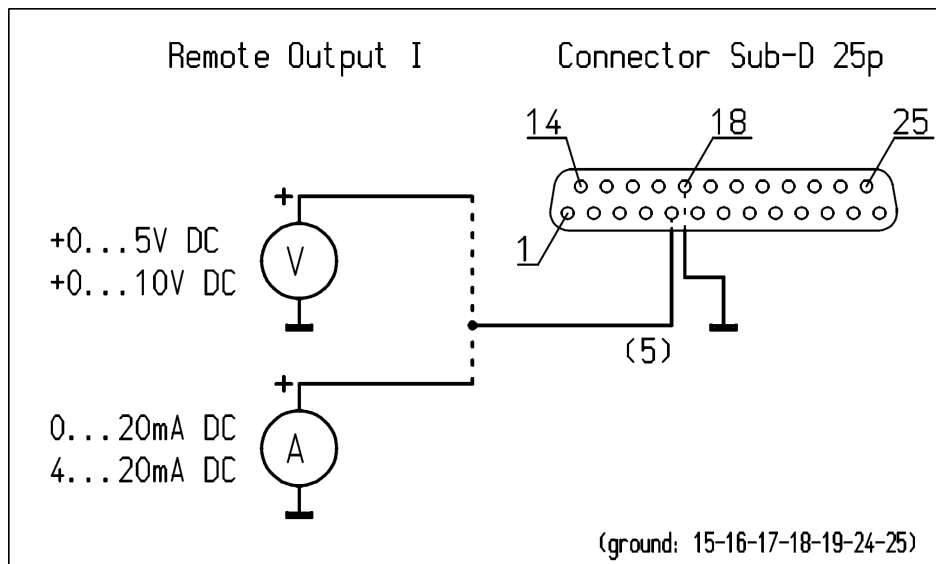 Remote Output I
Connector Sub-D 25p
14
18
25
1
+
V
+0...5V DC
+0...10V DC
(5)
+
A
0...20mA DC
4...20mA DC
(ground: 15-16-17-18-19-24-25)